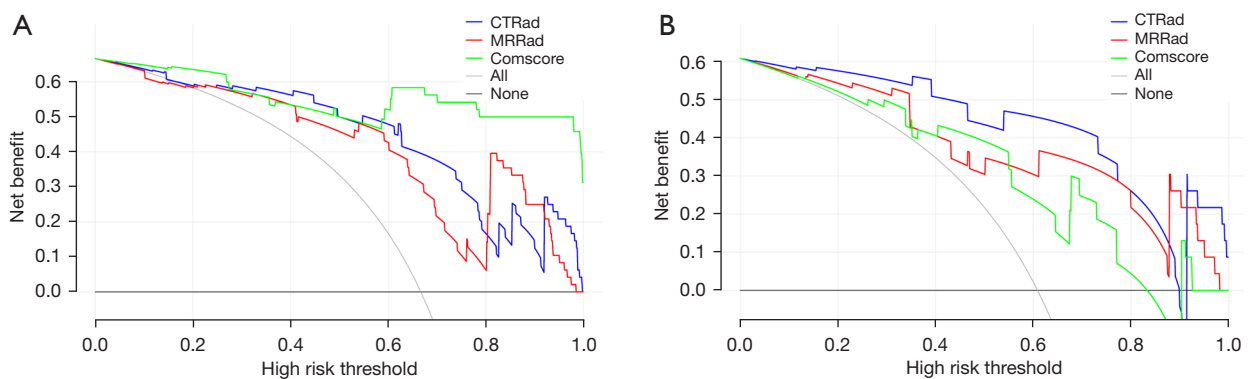 A
CTRad
MRRad
Comscore
All
None
Net benefit
0.6
0.5
0.4
0.3
0.2
0.1
0.0
0.0 0.2 0.4 0.6 0.8 1.0
High risk threshold
B
CTRad
MRRad
Comscore
All
None
Net benefit
0.6
0.5
0.4
0.3
0.2
0.1
0.0
0.0 0.2 0.4 0.6 0.8 1.0
High risk threshold